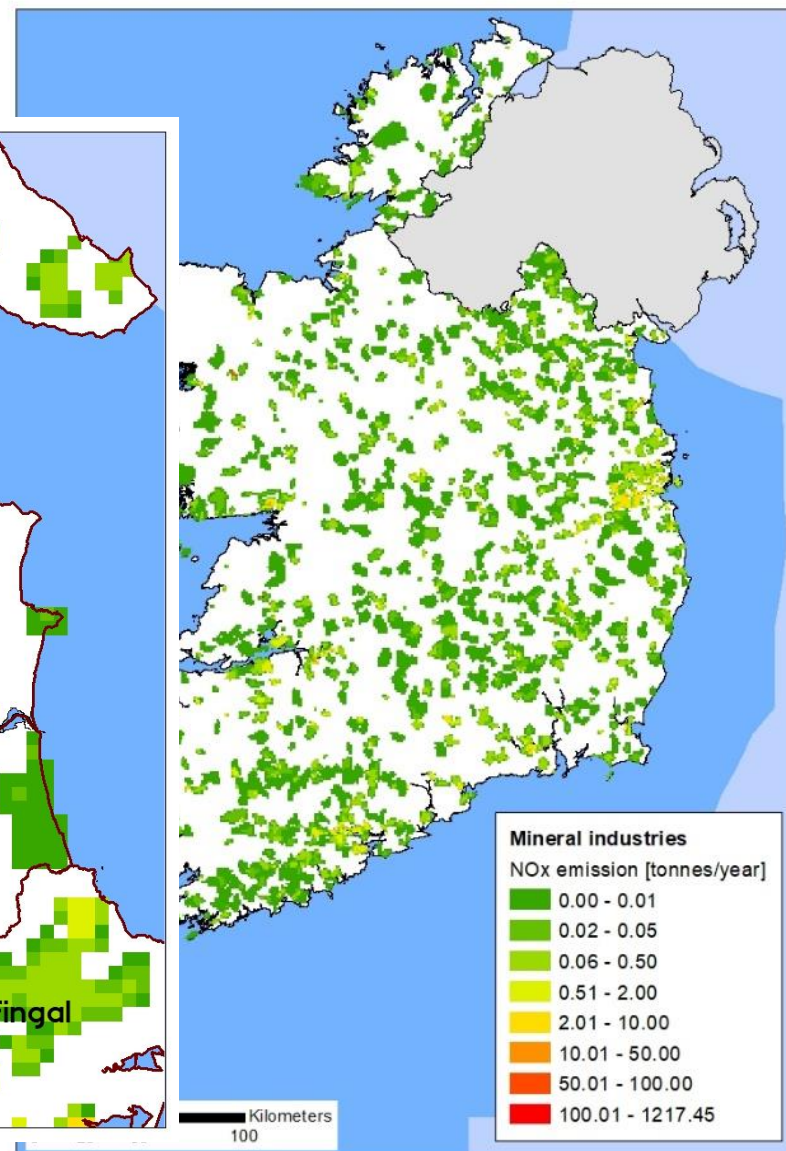 Fingal
Kilometers
100
Mineral industries
NOx emission [tonnes/year]
0.00 - 0.01
0.02 - 0.05
0.06 - 0.50
0.51 - 2.00
2.01 - 10.00
10.01 - 50.00
50.01 - 100.00
100.01 - 1217.45